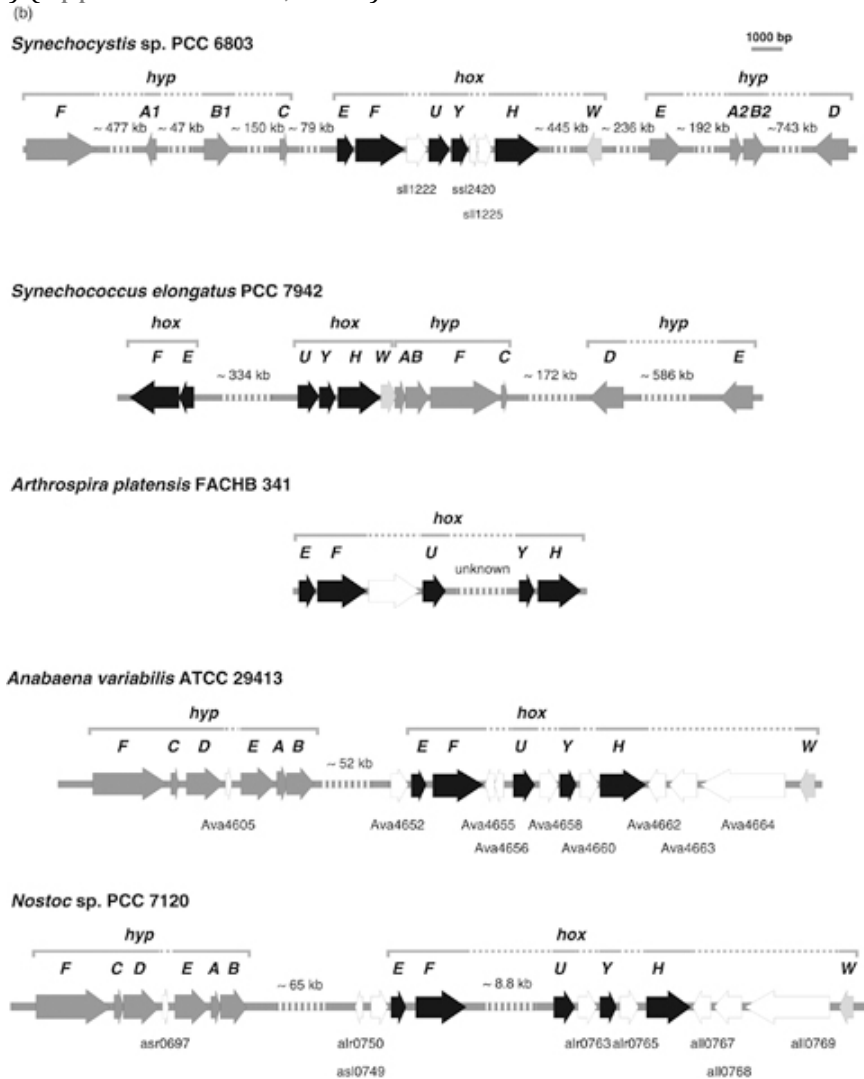 (b)
Synechocystis sp. PCC 6803
1000 bp
hyp hox hyp
F A1 B1 C E F U Y H W E A2 B2 D
~ 477 kb ~ 47 kb ~ 150 kb ~ 79 kb ~ 445 kb ~ 236 kb ~ 192 kb ~743 kb
sll1222 ssl2420
sll1225
Synechococcus elongatus PCC 7942
hox hox hyp hyp
F E U Y H W A B F C D E
~ 334 kb ~ 172 kb ~ 586 kb
Arthrospira platensis FACHB 341
hox
E F U Y H
unknown
Anabaena variabilis ATCC 29413
hyp hox
F C D E A B E F U Y H W
~ 52 kb
Ava4605 Ava4652 Ava4655 Ava4658 Ava4662 Ava4664
Ava4656 Ava4660 Ava4663
Nostoc sp. PCC 7120
hyp hox
F C D E A B E F U Y H W
~ 65 kb ~ 8.8 kb
asr0697 alr0750 alr0763 alr0765 all0767 all0769
asl0749 all0768